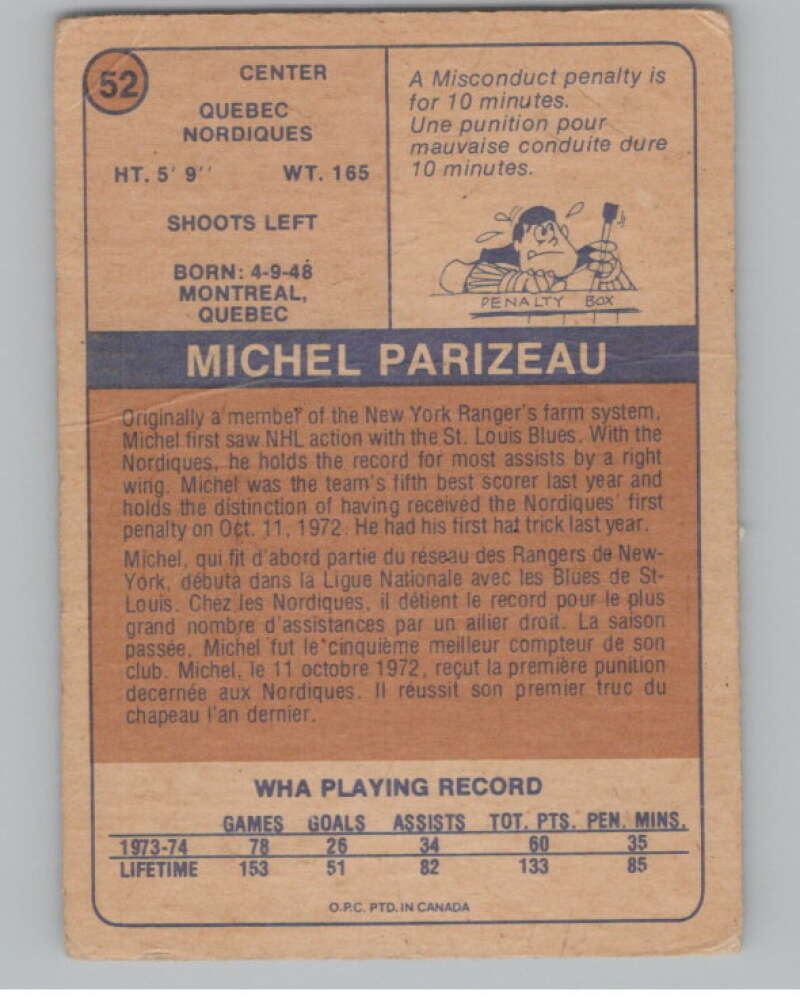 52
CENTER
QUEBEC
NORDIQUES
HT. 5' 9'' WT. 165
SHOOTS LEFT
BORN: 4-9-48
MONTREAL,
QUEBEC
A Misconduct penalty is
for 10 minutes.
Une punition pour
mauvaise conduite dure
10 minutes.
PENALTY BOX
MICHEL PARIZEAU
Originally a member of the New York Ranger's farm system,
Michel first saw NHL action with the St. Louis Blues. With the
Nordiques, he holds the record for most assists by a right
wing. Michel was the team's fifth best scorer last year and
holds the distinction of having received the Nordiques' first
penalty on Oct. 11, 1972. He had his first hat trick last year.
Michel, qui fit d'abord partie du réseau des Rangers de New-
York, débuta dans la Ligue Nationale avec les Blues de St-
Louis. Chez les Nordiques, il détient le record pour le plus
grand nombre d'assistances par un ailier droit. La saison
passée, Michel fut le cinquième meilleur compteur de son
club. Michel, le 11 octobre 1972, reçut la première punition
decernée aux Nordiques. Il réussit son premier truc du
chapeau l'an dernier.
WHA PLAYING RECORD
GAMES GOALS ASSISTS TOT. PTS. PEN. MINS.
1973-74 78 26 34 60 35
LIFETIME 153 51 82 133 85
O.P.C. PTD. IN CANADA